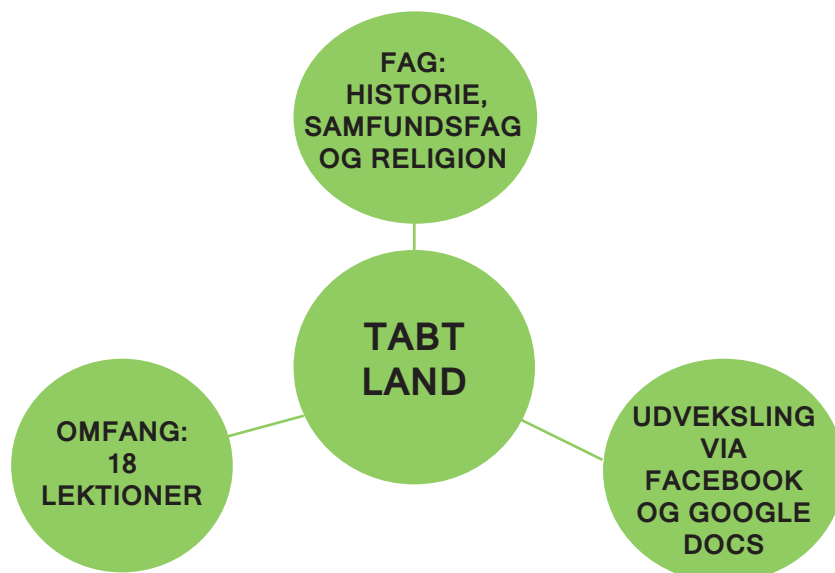 FAG:
HISTORIE,
SAMFUNDSFAG
OG RELIGION
TABT
LAND
OMFANG:
18
LEKTIONER
UDVEKSLING
VIA
FACEBOOK
OG GOOGLE
DOCS